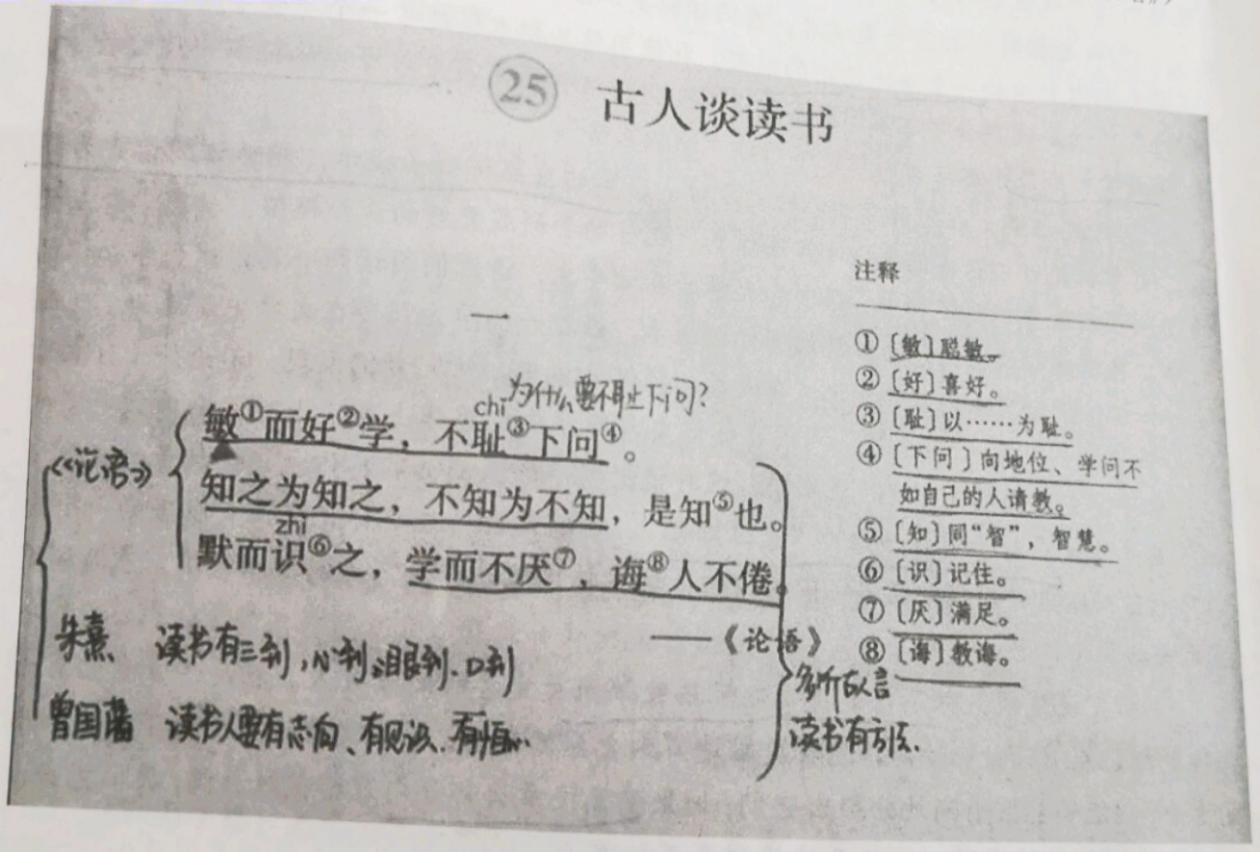 25 古人谈读书
一
为什么要不耻下问?
chǐ
敏①而好②学，不耻③下问④。
《论语》
知之为知之，不知为不知，是知⑤也。
zhì
默而识⑥之，学而不厌⑦，诲⑧人不倦。
——《论语》
朱熹 读书有三到，心到，眼到、口到
曾国藩 读书人要有志向、有见识、有恒心.
多听古人言
读书有方法.
注释
①〔敏〕聪敏。
②〔好〕喜好。
③〔耻〕以……为耻。
④〔下问〕向地位、学问不
如自己的人请教。
⑤〔知〕同“智”，智慧。
⑥〔识〕记住。
⑦〔厌〕满足。
⑧〔诲〕教诲。